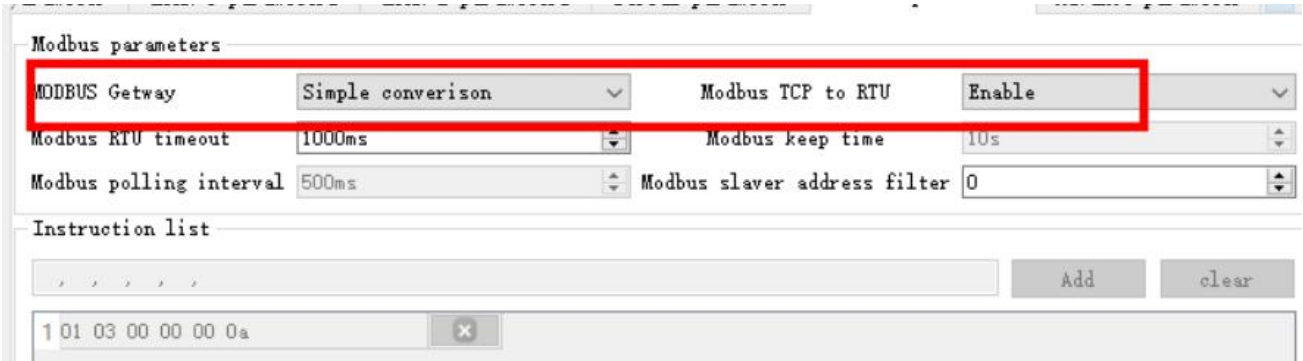 Modbus parameters
MODBUS Getway Simple converison Modbus TCP to RTU Enable
Modbus RTU timeout 1000ms Modbus keep time 10s
Modbus polling interval 500ms Modbus slaver address filter 0
Instruction list
, , , , , Add clear
1 01 03 00 00 00 0a